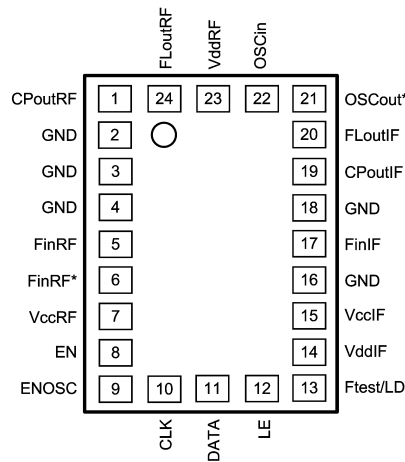 FLoutRF
VddRF
OSCin
CPoutRF 1 24 23 22 21 OSCout*
GND 2 20 FLoutIF
GND 3 19 CPoutIF
GND 4 18 GND
FinRF 5 17 FinIF
FinRF* 6 16 GND
VccRF 7 15 VccIF
EN 8 14 VddIF
ENOSC 9 10 11 12 13 Ftest/LD
CLK
DATA
LE